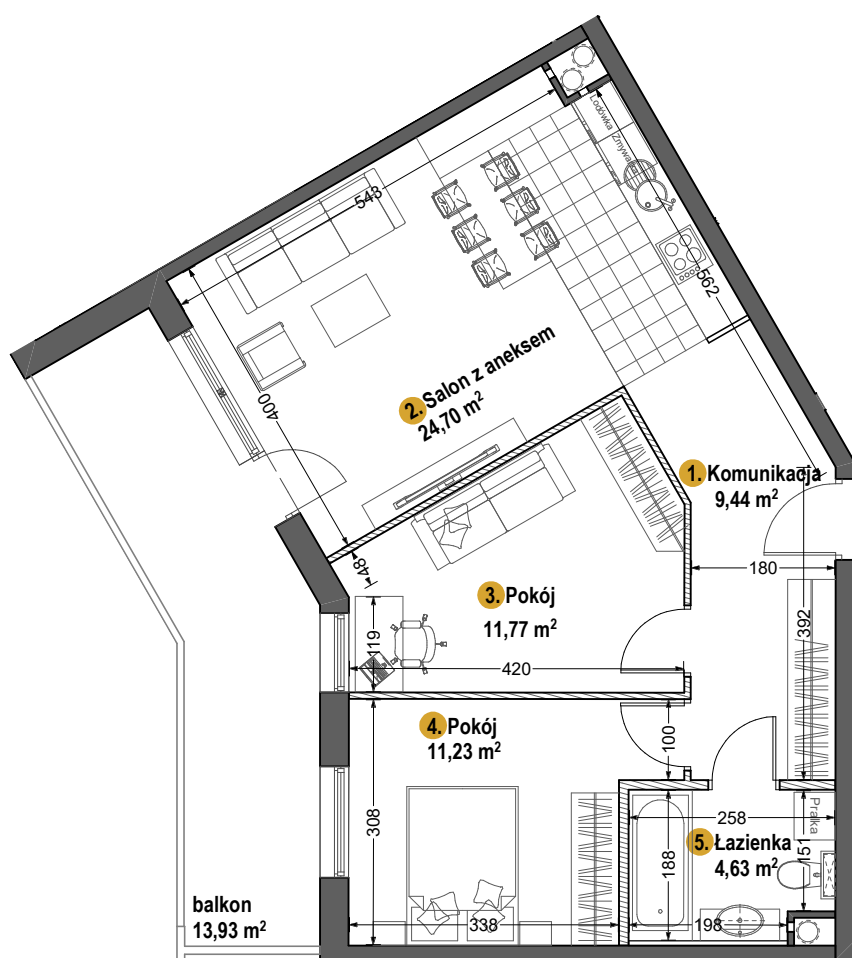 Lodówka
Zmywa
543
562
2. Salon z aneksem
24,70 m²
400
1. Komunikacja
9,44 m²
180
48
3. Pokój
11,77 m²
119
392
420
4. Pokój
11,23 m²
100
308
258
Pralka
5. Łazienka
4,63 m²
151
188
balkon
13,93 m²
338
198